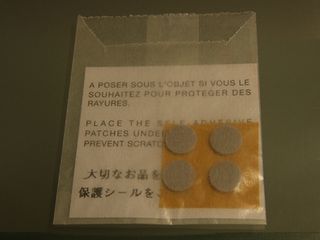 A POSER SOUS L'OBJET SI VOUS LE
SOUHAITEZ POUR PROTEGER DES
RAYURES.
PLACE THE SELF ADHESIVE
PATCHES UNDER
PREVENT SCRATC
大切なお品を
保護シールをご